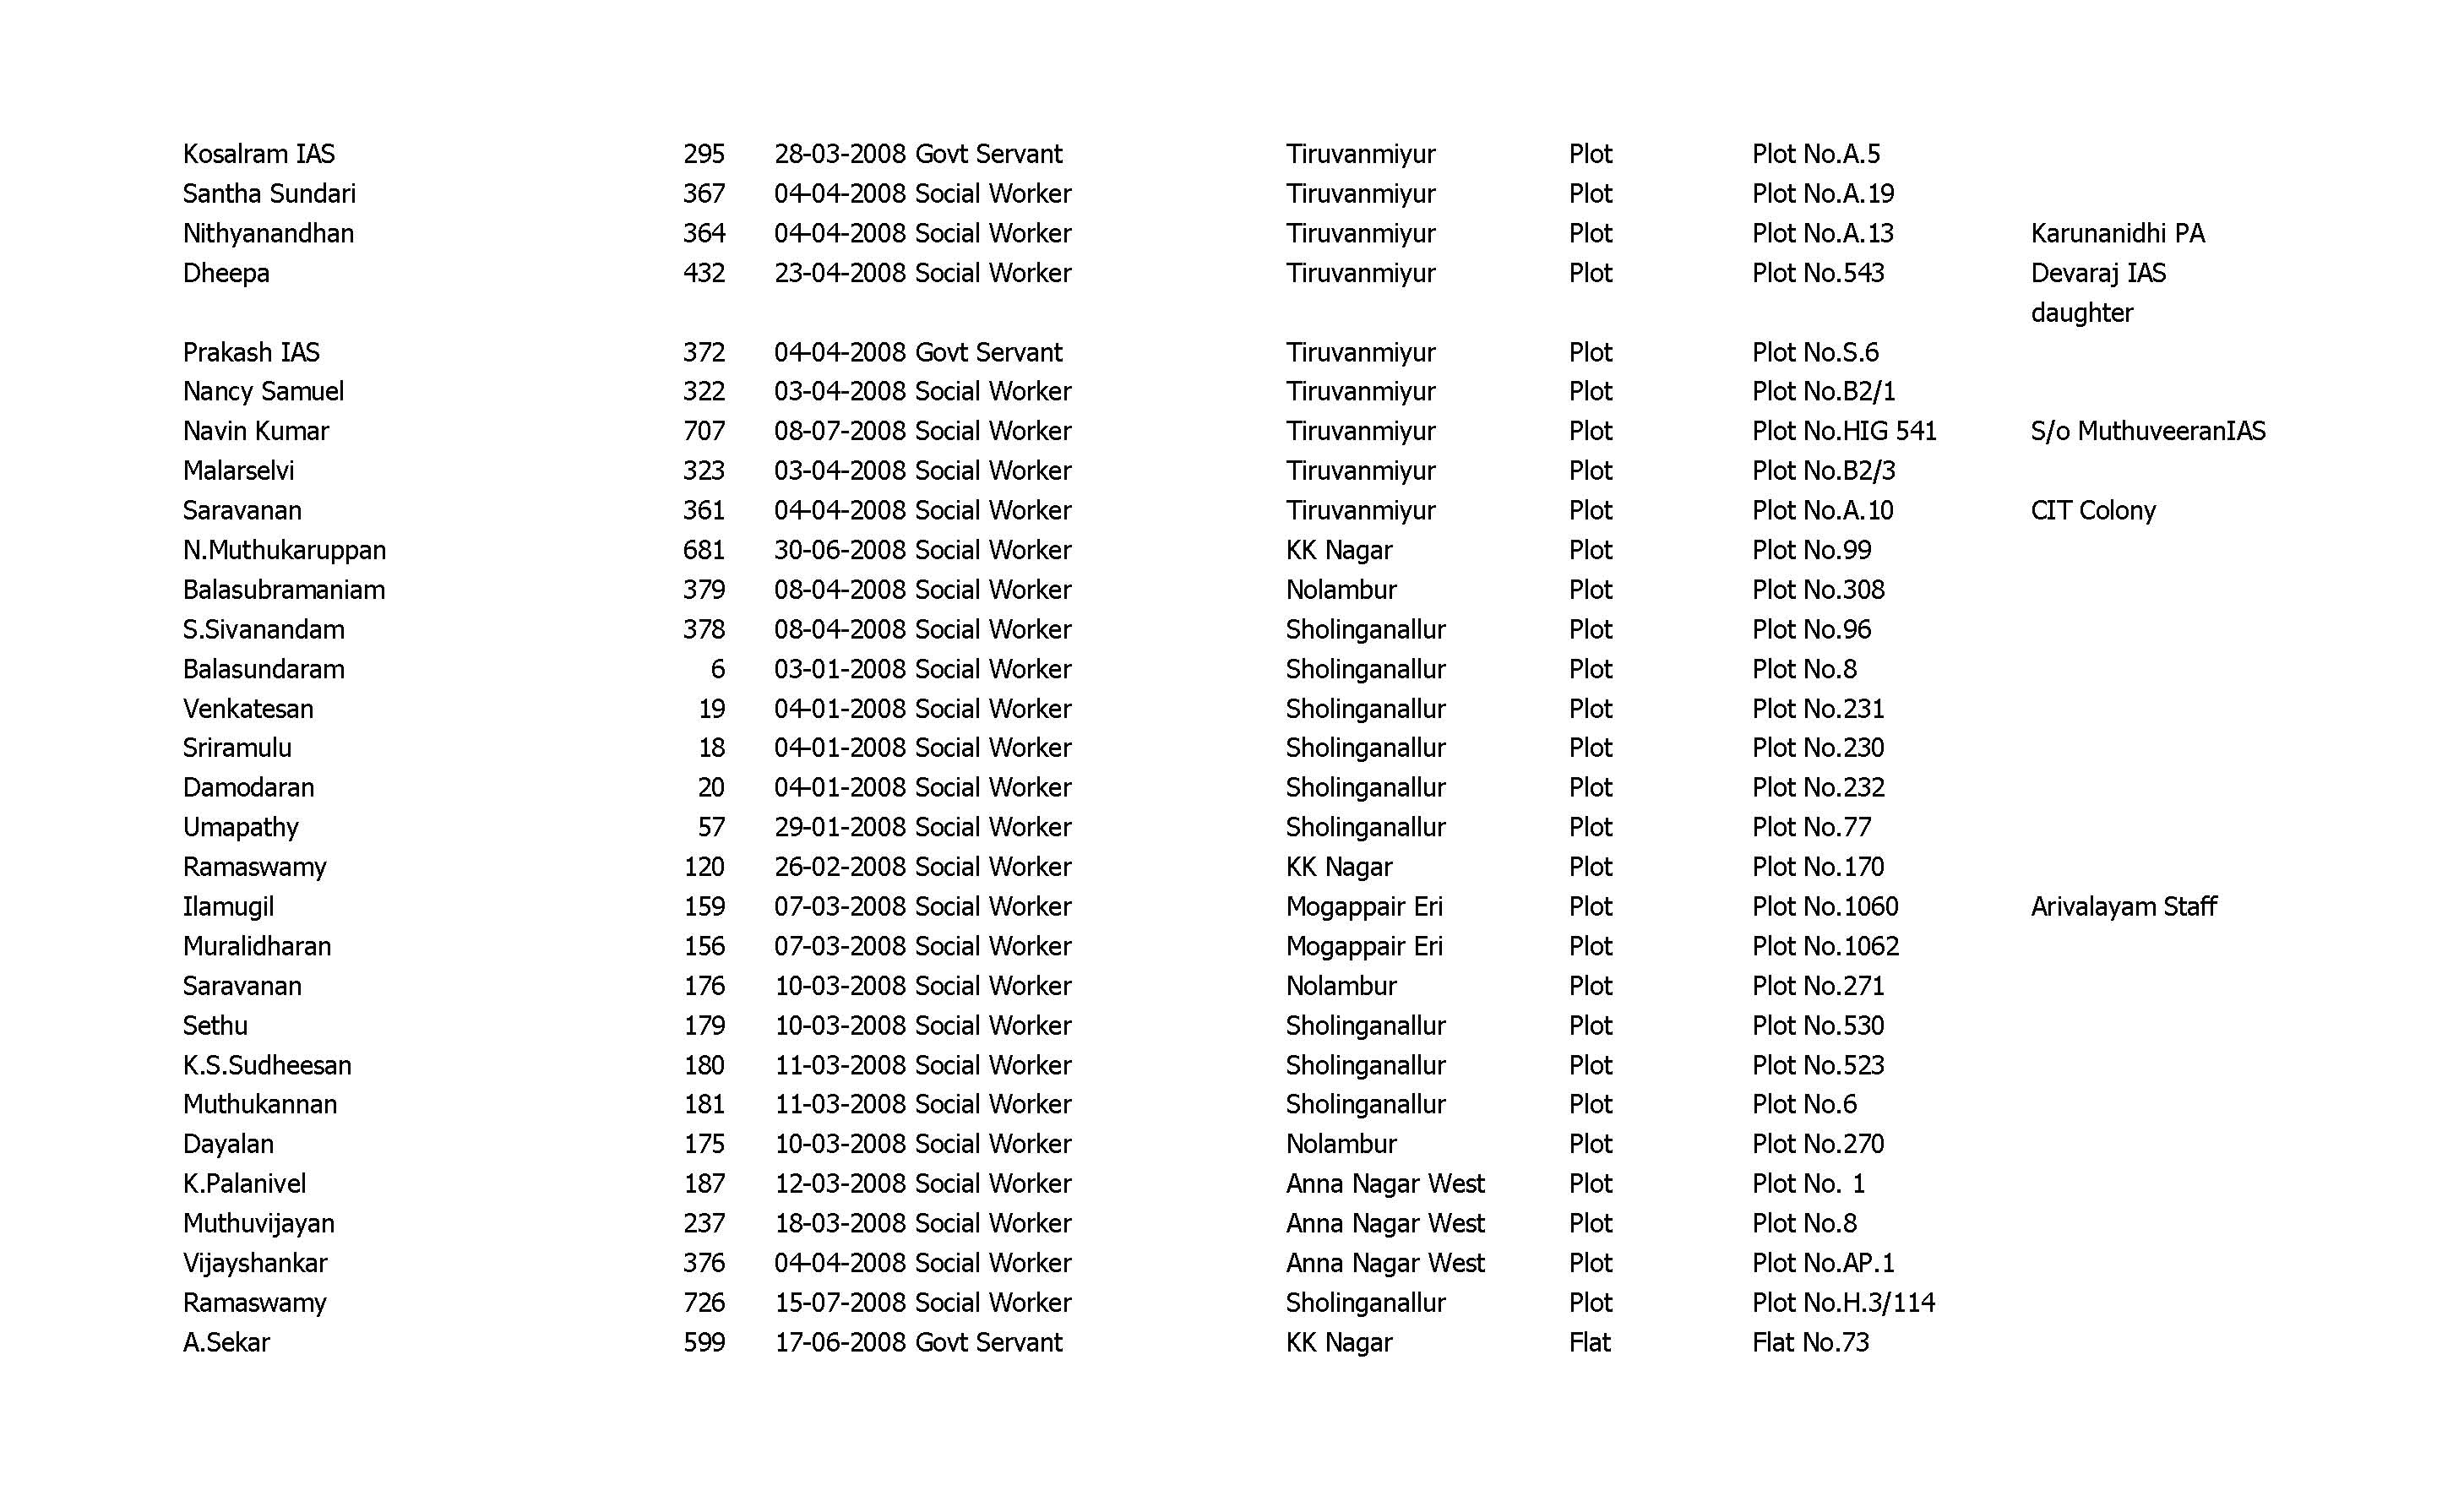 Kosalram IAS 295 28-03-2008 Govt Servant Tiruvanmiyur Plot Plot No.A.5
Santha Sundari 367 04-04-2008 Social Worker Tiruvanmiyur Plot Plot No.A.19
Nithyanandhan 364 04-04-2008 Social Worker Tiruvanmiyur Plot Plot No.A.13 Karunanidhi PA
Dheepa 432 23-04-2008 Social Worker Tiruvanmiyur Plot Plot No.543 Devaraj IAS
daughter
Prakash IAS 372 04-04-2008 Govt Servant Tiruvanmiyur Plot Plot No.S.6
Nancy Samuel 322 03-04-2008 Social Worker Tiruvanmiyur Plot Plot No.B2/1
Navin Kumar 707 08-07-2008 Social Worker Tiruvanmiyur Plot Plot No.HIG 541 S/o MuthuveeranIAS
Malarselvi 323 03-04-2008 Social Worker Tiruvanmiyur Plot Plot No.B2/3
Saravanan 361 04-04-2008 Social Worker Tiruvanmiyur Plot Plot No.A.10 CIT Colony
N.Muthukaruppan 681 30-06-2008 Social Worker KK Nagar Plot Plot No.99
Balasubramaniam 379 08-04-2008 Social Worker Nolambur Plot Plot No.308
S.Sivanandam 378 08-04-2008 Social Worker Sholinganallur Plot Plot No.96
Balasundaram 6 03-01-2008 Social Worker Sholinganallur Plot Plot No.8
Venkatesan 19 04-01-2008 Social Worker Sholinganallur Plot Plot No.231
Sriramulu 18 04-01-2008 Social Worker Sholinganallur Plot Plot No.230
Damodaran 20 04-01-2008 Social Worker Sholinganallur Plot Plot No.232
Umapathy 57 29-01-2008 Social Worker Sholinganallur Plot Plot No.77
Ramaswamy 120 26-02-2008 Social Worker KK Nagar Plot Plot No.170
Ilamugil 159 07-03-2008 Social Worker Mogappair Eri Plot Plot No.1060 Arivalayam Staff
Muralidharan 156 07-03-2008 Social Worker Mogappair Eri Plot Plot No.1062
Saravanan 176 10-03-2008 Social Worker Nolambur Plot Plot No.271
Sethu 179 10-03-2008 Social Worker Sholinganallur Plot Plot No.530
K.S.Sudheesan 180 11-03-2008 Social Worker Sholinganallur Plot Plot No.523
Muthukannan 181 11-03-2008 Social Worker Sholinganallur Plot Plot No.6
Dayalan 175 10-03-2008 Social Worker Nolambur Plot Plot No.270
K.Palanivel 187 12-03-2008 Social Worker Anna Nagar West Plot Plot No. 1
Muthuvijayan 237 18-03-2008 Social Worker Anna Nagar West Plot Plot No.8
Vijayshankar 376 04-04-2008 Social Worker Anna Nagar West Plot Plot No.AP.1
Ramaswamy 726 15-07-2008 Social Worker Sholinganallur Plot Plot No.H.3/114
A.Sekar 599 17-06-2008 Govt Servant KK Nagar Flat Flat No.73